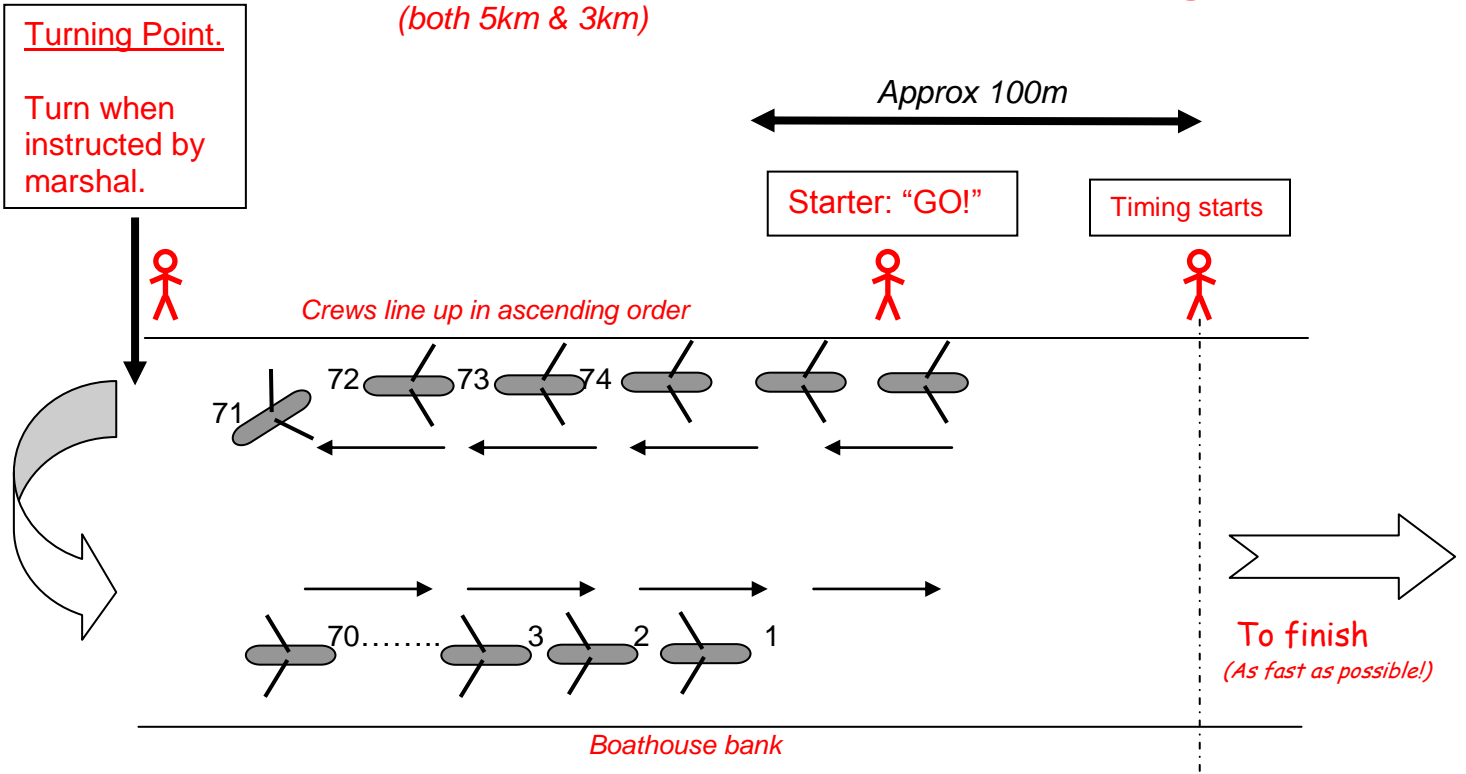 (both 5km & 3km)
Turning Point.
Turn when
instructed by
marshal.
Approx 100m
Starter: “GO!”
Timing starts
Crews line up in ascending order
72 73 74
71
70........ 3 2 1
To finish
(As fast as possible!)
Boathouse bank